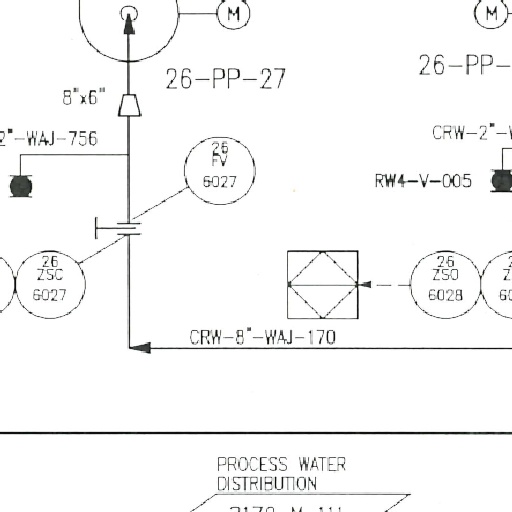 M
M
26-PP-27
26-PP-
8"x6"
2"-WAJ-756
CRW-2"-
26
FV
6027
RW4-V-005
26
ZSC
6027
26
ZSO
6028
CRW-8"-WAJ-170
PROCESS WATER
DISTRIBUTION